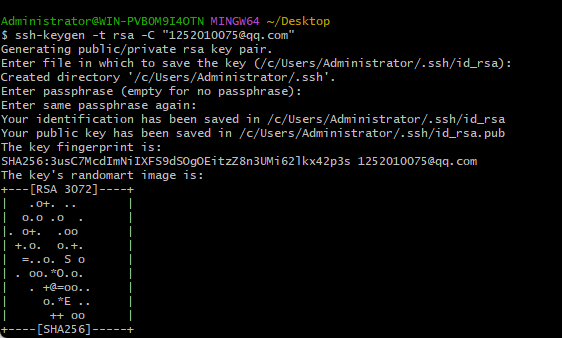 Administrator@WIN-PVBOM9I4OTN MINGW64 ~/Desktop
$ ssh-keygen -t rsa -C "1252010075@qq.com"
Generating public/private rsa key pair.
Enter file in which to save the key (/c/Users/Administrator/.ssh/id_rsa):
Created directory '/c/Users/Administrator/.ssh'.
Enter passphrase (empty for no passphrase):
Enter same passphrase again:
Your identification has been saved in /c/Users/Administrator/.ssh/id_rsa
Your public key has been saved in /c/Users/Administrator/.ssh/id_rsa.pub
The key fingerprint is:
SHA256:3usC7McdImNiIXFS9dSOgOEitzZ8n3UMi62lkx42p3s 1252010075@qq.com
The key's randomart image is:
+---[RSA 3072]----+
|   .o+. ..       |
|  o.o .o  .      |
|. o+.  .oo       |
| +.o.  o.+.      |
|  =..o. S o      |
| . oo.*O.o.      |
|   . +@=oo..     |
|     o.*E ..     |
|      ++ oo      |
+----[SHA256]-----+